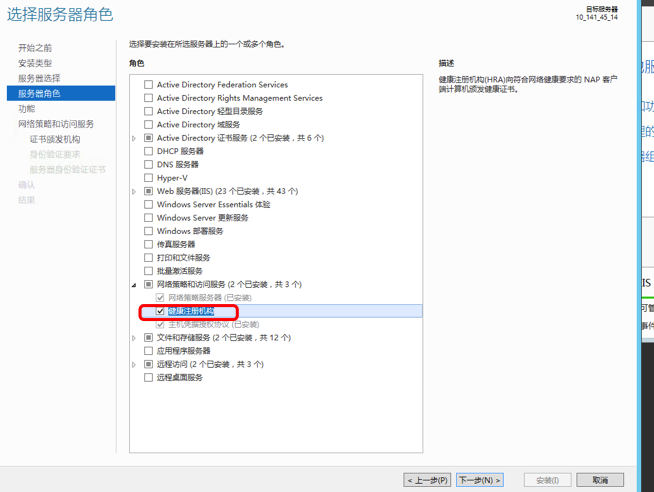 选择服务器角色
目标服务器
10_141_45_14
开始之前
安装类型
服务器选择
服务器角色
功能
网络策略和访问服务
证书颁发机构
身份验证要求
服务器身份验证证书
确认
结果
选择要安装在所选服务器上的一个或多个角色。
角色
Active Directory Federation Services
Active Directory Rights Management Services
Active Directory 轻型目录服务
Active Directory 域服务
Active Directory 证书服务 (2 个已安装，共 6 个)
DHCP 服务器
DNS 服务器
Hyper-V
Web 服务器(IIS) (23 个已安装，共 43 个)
Windows Server Essentials 体验
Windows Server 更新服务
Windows 部署服务
传真服务器
打印和文件服务
批量激活服务
网络策略和访问服务 (2 个已安装，共 3 个)
网络策略服务器 (已安装)
健康注册机构
主机凭据授权协议 (已安装)
文件和存储服务 (2 个已安装，共 12 个)
应用程序服务器
远程访问 (2 个已安装，共 3 个)
远程桌面服务
描述
健康注册机构(HRA)向符合网络健康要求的 NAP 客户
端计算机颁发健康证书。
< 上一步(P)
下一步(N) >
安装(I)
取消
IS
可管
事件